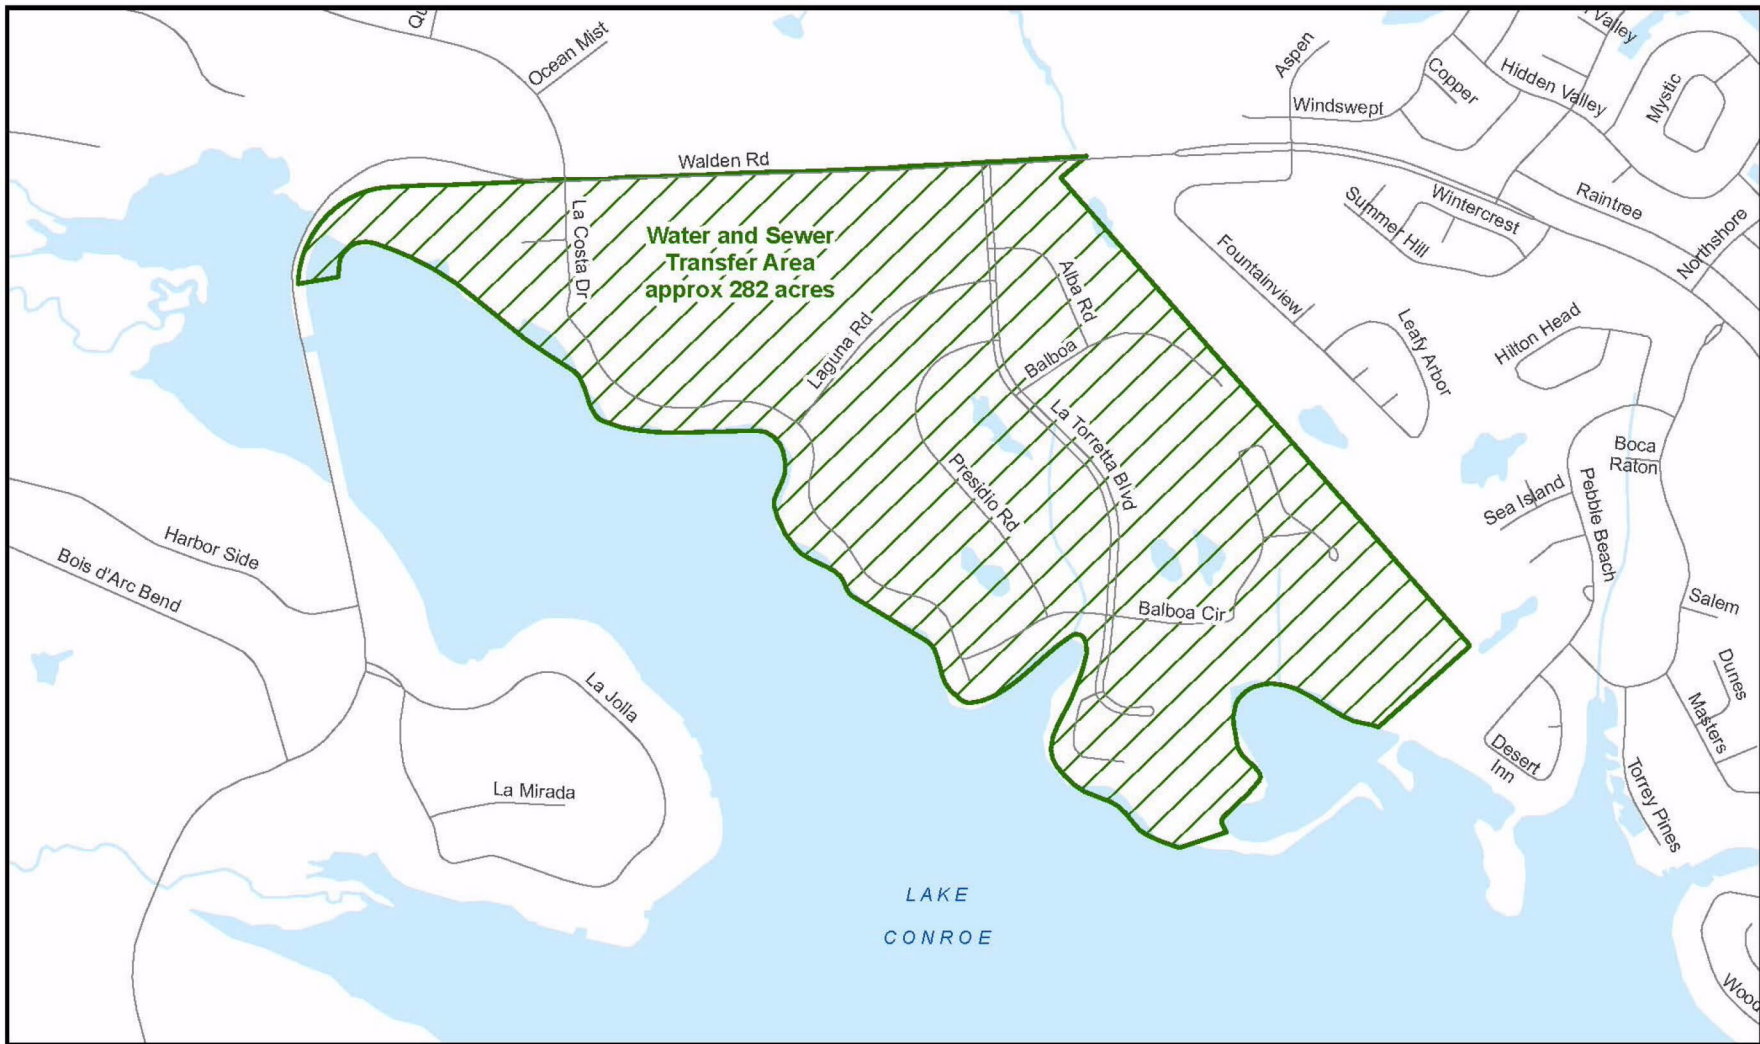 Qu
Ocean Mist
Aspen
Valley
Copper
Hidden Valley
Mystic
Windswept
Walden Rd
La Costa Dr
Water and Sewer
Transfer Area
approx 282 acres
Alba Rd
Fountainview
Summer Hill
Wintercrest
Raintree
Northshore
Laguna Rd
Balboa
Leafy Arbor
Hilton Head
La Torretta Blvd
Presidio Rd
Boca
Raton
Sea Island
Pebble Beach
Harbor Side
Bois d'Arc Bend
Balboa Cir
Salem
Dunes
Masters
La Jolla
La Mirada
Desert
Inn
Torrey Pines
LAKE
CONROE
Wood